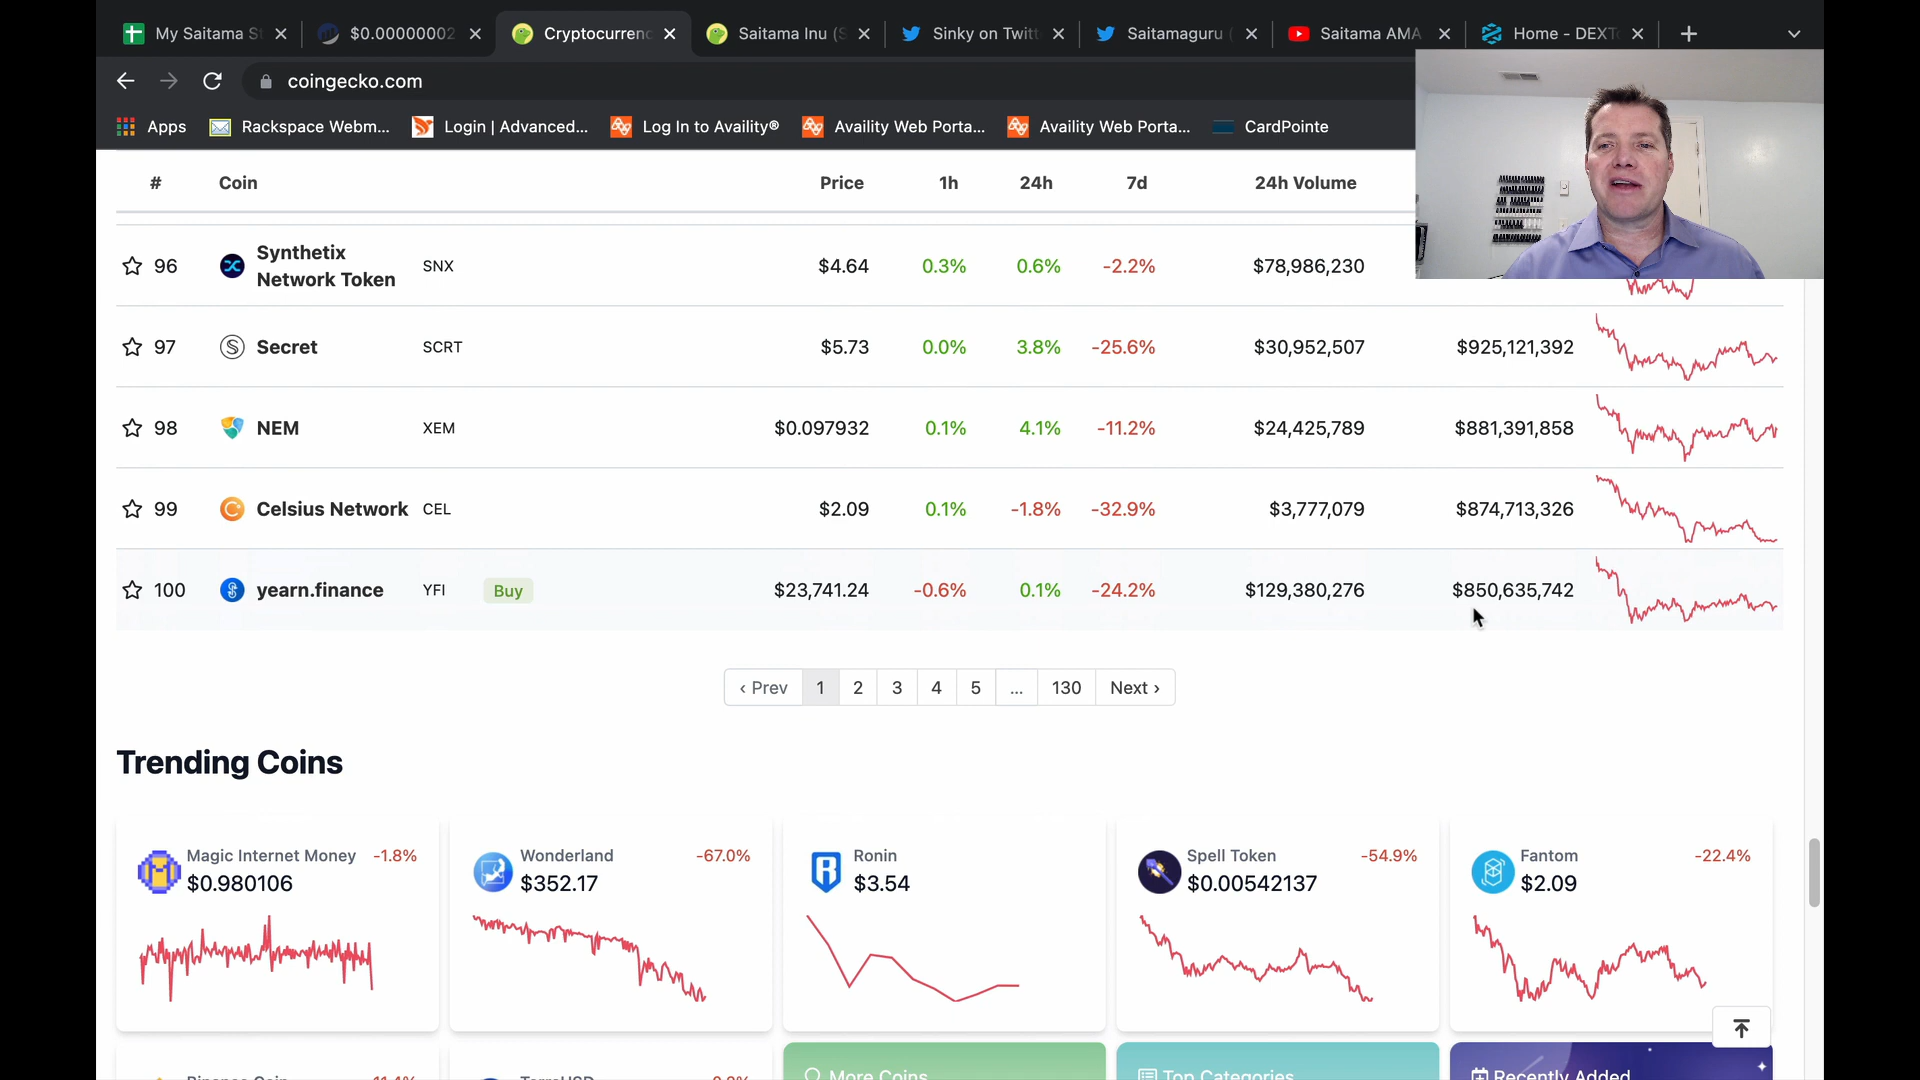 My Saitama St
$0.00000002
Cryptocurrenc
Saitama Inu (S
Sinky on Twitt
Saitamaguru (
Saitama AMA
Home - DEXTo
coingecko.com
Apps
Rackspace Webm...
Login | Advanced...
Log In to Availity®
Availity Web Porta...
Availity Web Porta...
CardPointe
# Coin Price 1h 24h 7d 24h Volume
96 Synthetix Network Token SNX $4.64 0.3% 0.6% -2.2% $78,986,230
97 Secret SCRT $5.73 0.0% 3.8% -25.6% $30,952,507 $925,121,392
98 NEM XEM $0.097932 0.1% 4.1% -11.2% $24,425,789 $881,391,858
99 Celsius Network CEL $2.09 0.1% -1.8% -32.9% $3,777,079 $874,713,326
100 yearn.finance YFI Buy $23,741.24 -0.6% 0.1% -24.2% $129,380,276 $850,635,742
‹ Prev 1 2 3 4 5 ... 130 Next ›
Trending Coins
Magic Internet Money -1.8%
$0.980106
Wonderland -67.0%
$352.17
Ronin
$3.54
Spell Token -54.9%
$0.00542137
Fantom -22.4%
$2.09
More Coins
Top Categories
Recently Added